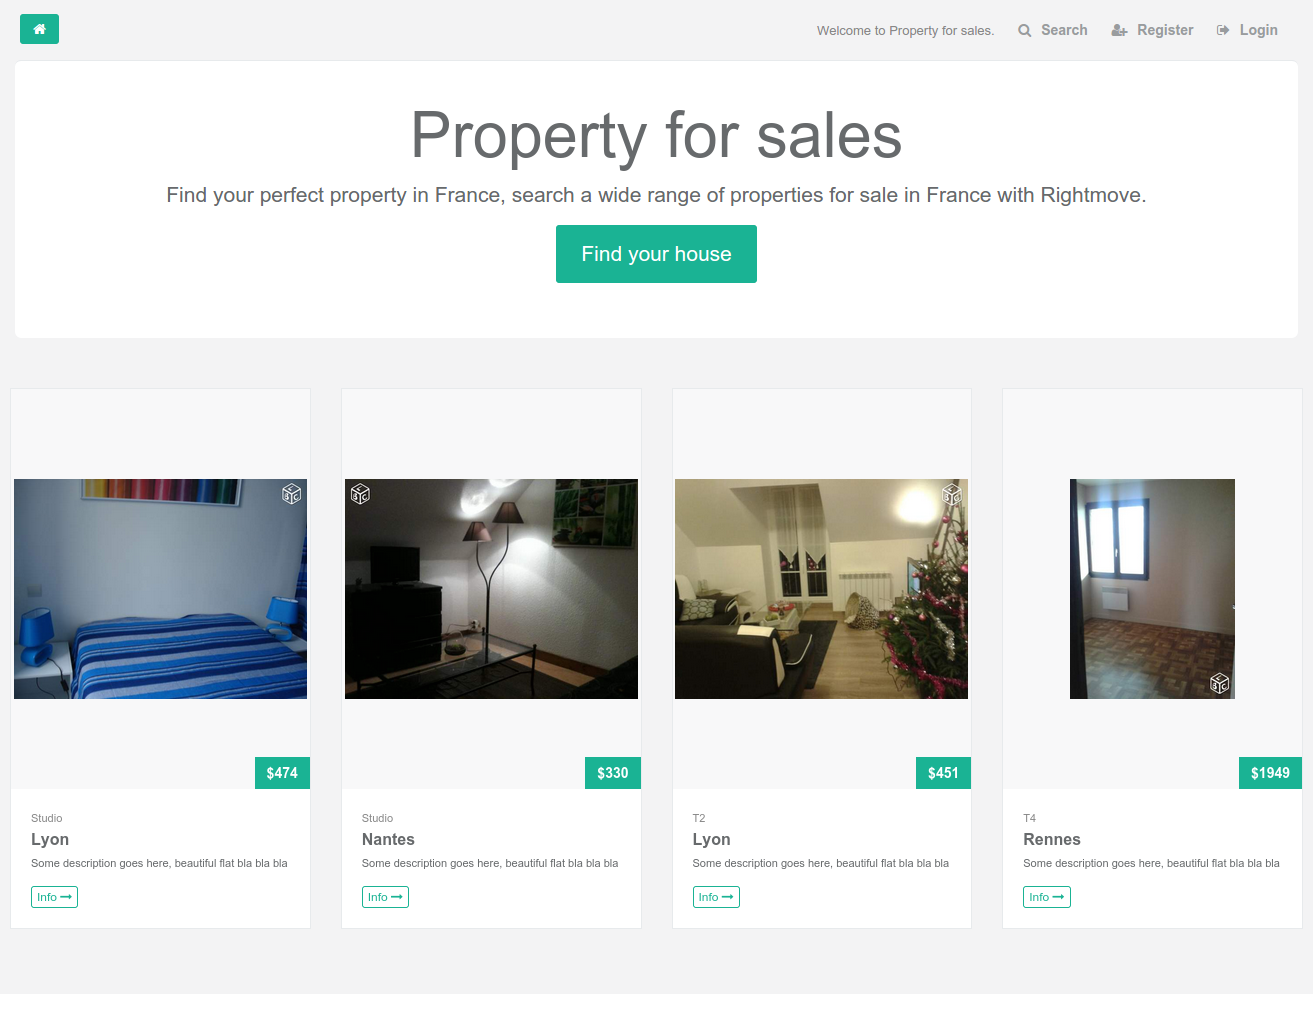 Welcome to Property for sales.
Search
Register
Login
Property for sales
Find your perfect property in France, search a wide range of properties for sale in France with Rightmove.
Find your house
$474
$330
$451
$1949
Studio
Lyon
Some description goes here, beautiful flat bla bla bla
Info
Studio
Nantes
Some description goes here, beautiful flat bla bla bla
Info
T2
Lyon
Some description goes here, beautiful flat bla bla bla
Info
T4
Rennes
Some description goes here, beautiful flat bla bla bla
Info